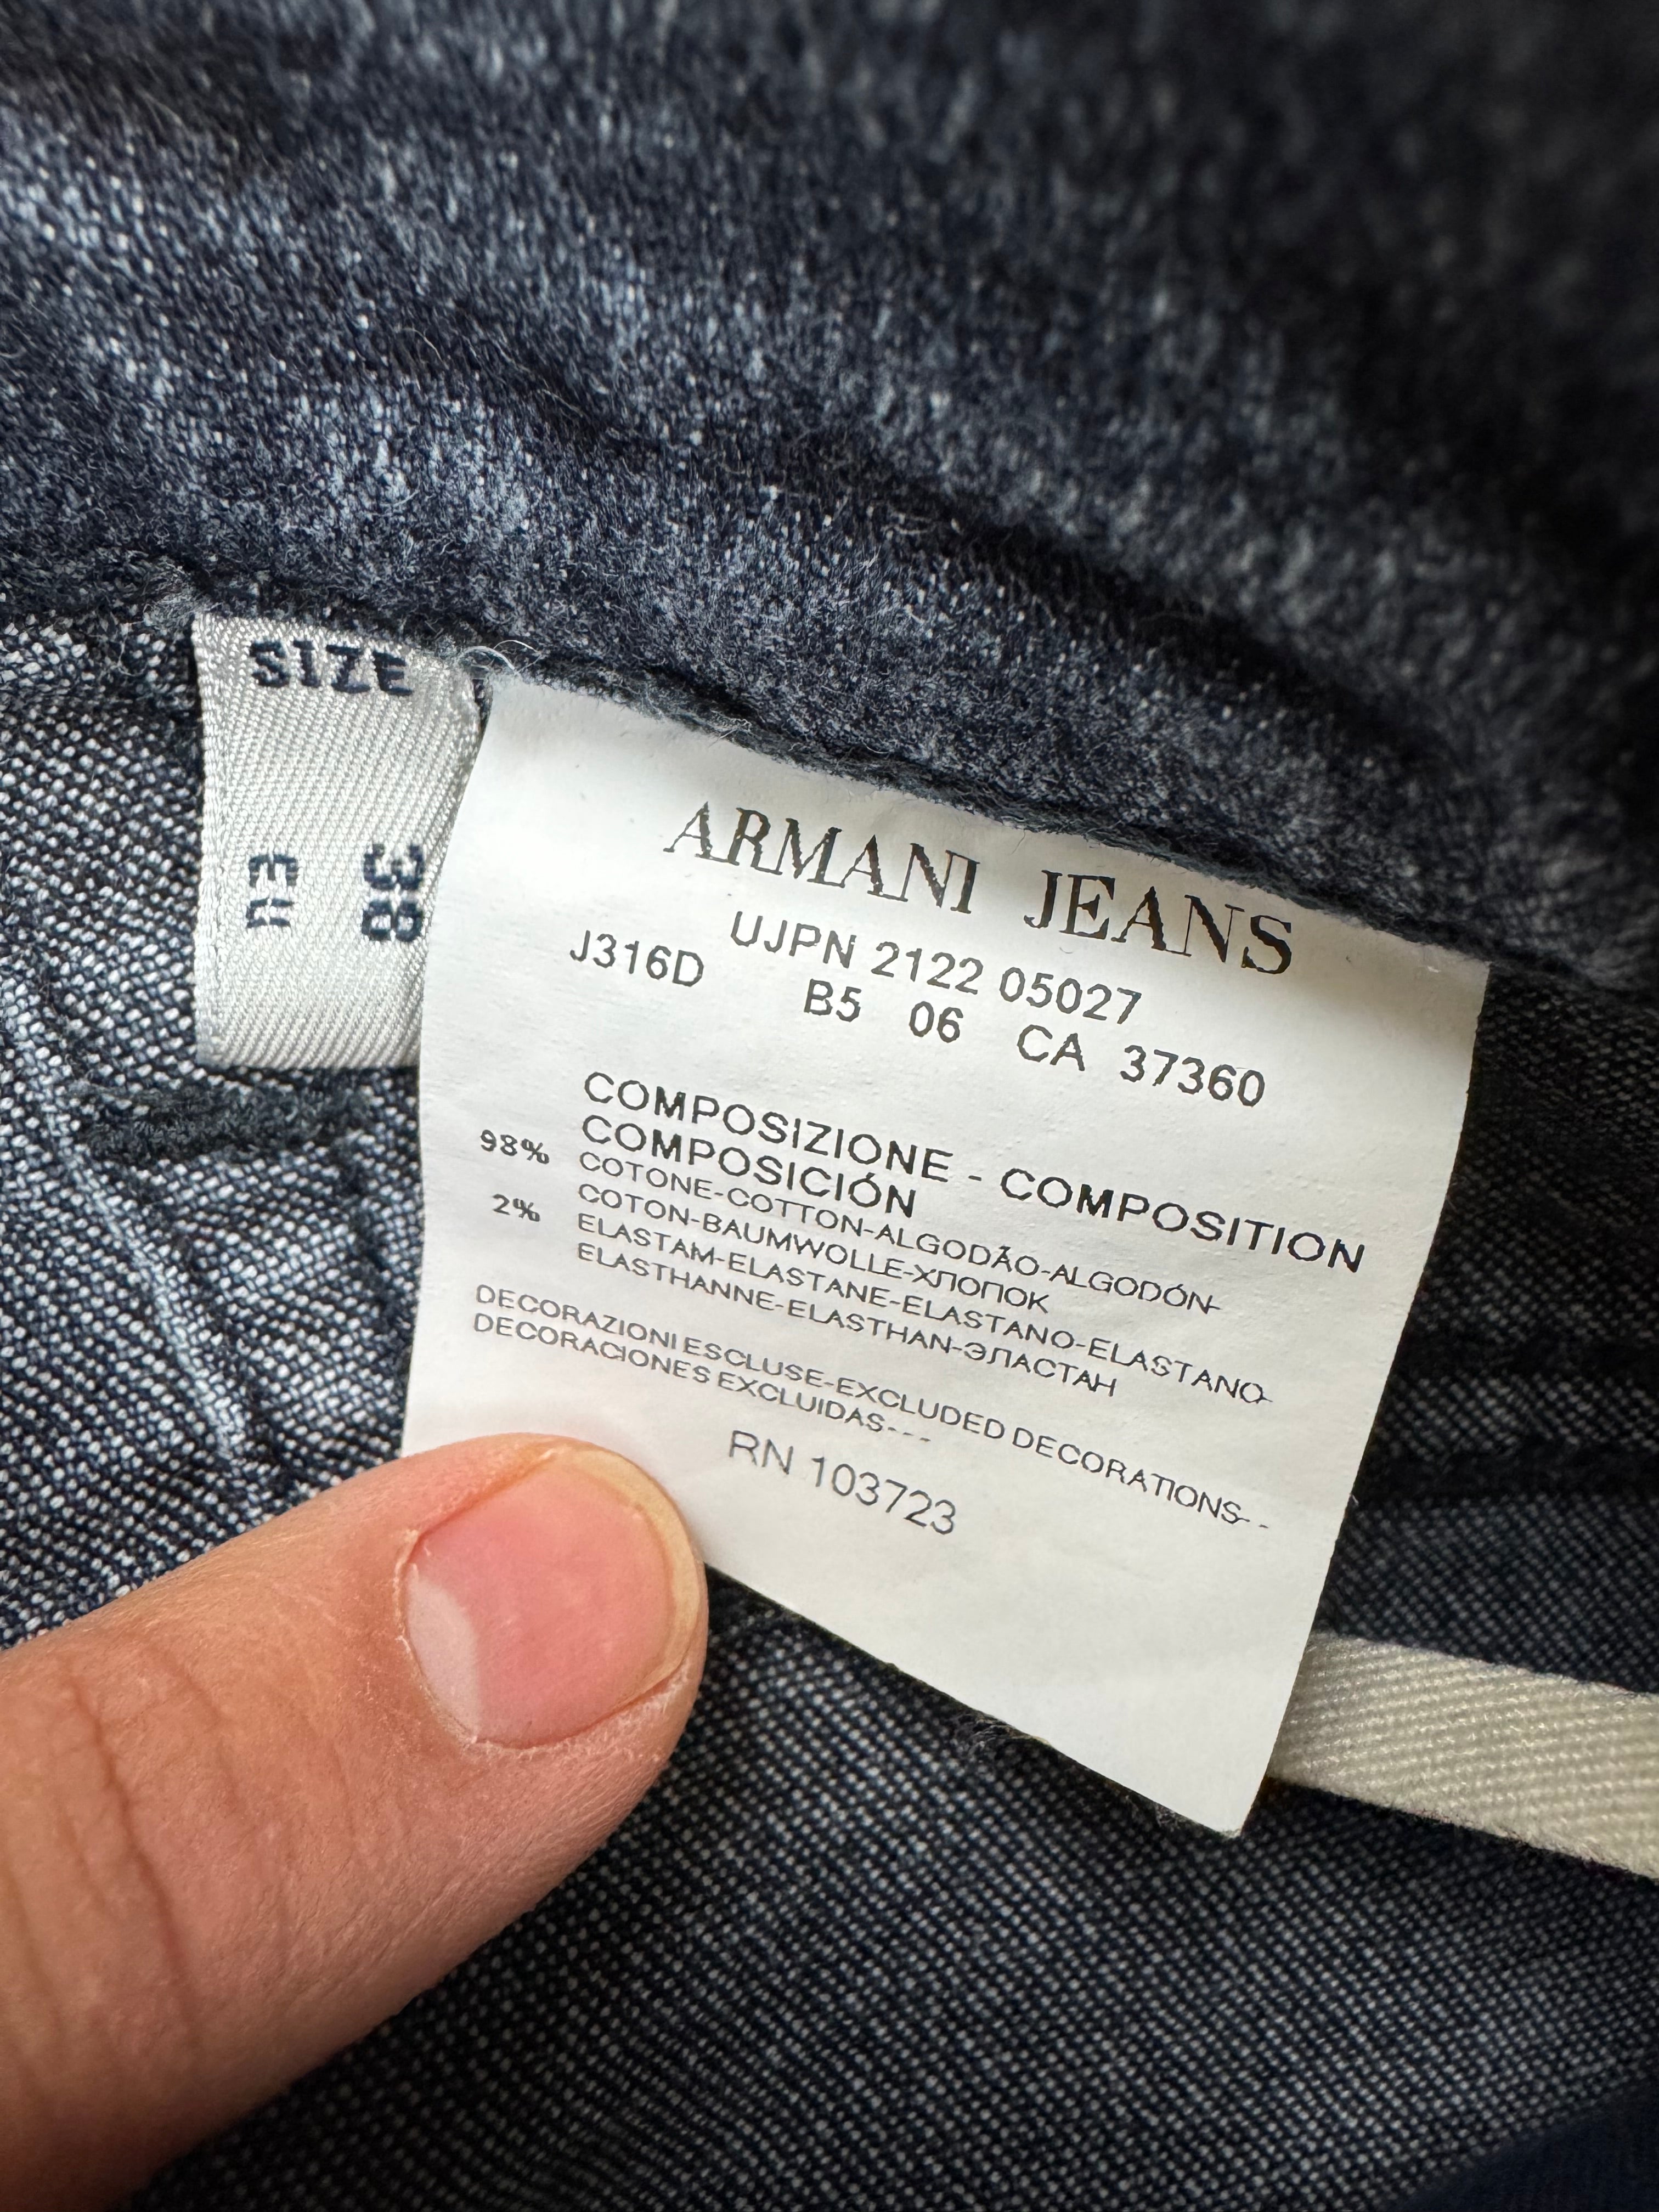 SIZE
EU
38
ARMANI JEANS
UJPN 2122 05027
J316D B5 06 CA 37360
COMPOSIZIONE - COMPOSITION
COMPOSICIÓN
98% COTONE-COTTON-ALGODÃO-ALGODÓN-
COTON-BAUMWOLLE-ХЛОПОК
2% ELASTAM-ELASTANE-ELASTANO-ELASTANO-
ELASTHANNE-ELASTHAN-ЭЛАСТАН
DECORAZIONI ESCLUSE-EXCLUDED DECORATIONS- -
DECORACIONES EXCLUIDAS- - -
RN 103723